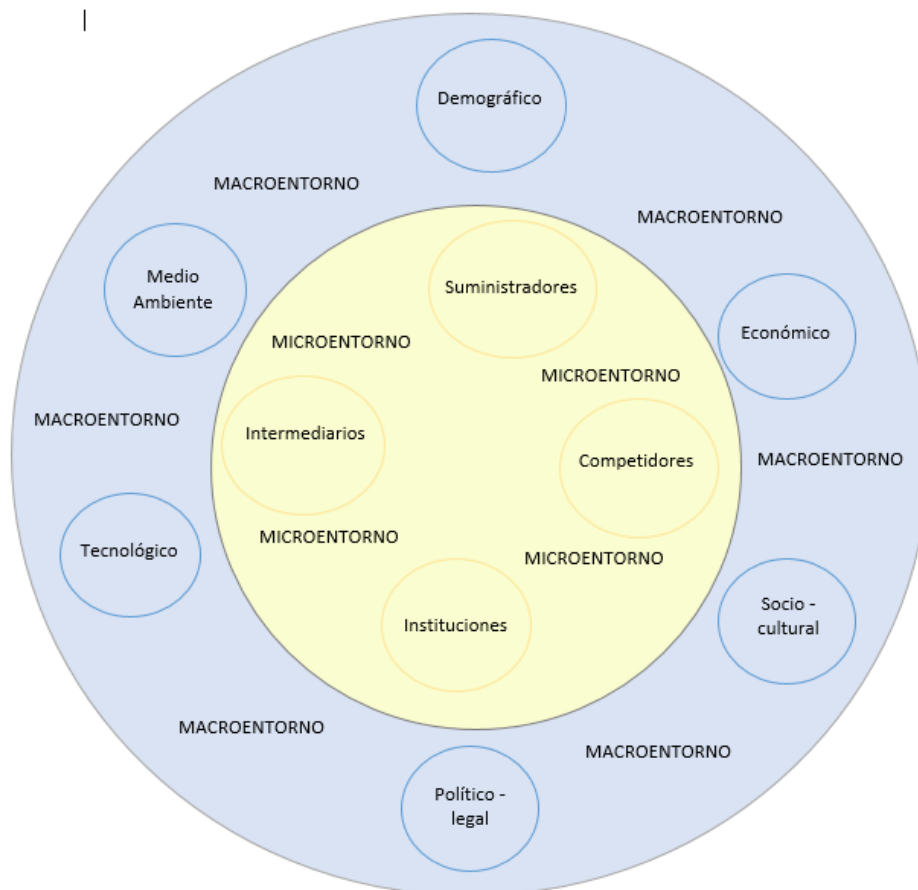 Demográfico
MACROENTORNO
MACROENTORNO
Medio
Ambiente
Suministradores
Económico
MICROENTORNO
MICROENTORNO
MACROENTORNO
Intermediarios
Competidores
MACROENTORNO
MICROENTORNO
Tecnológico
MICROENTORNO
Instituciones
Socio -
cultural
MACROENTORNO
MACROENTORNO
Político -
legal